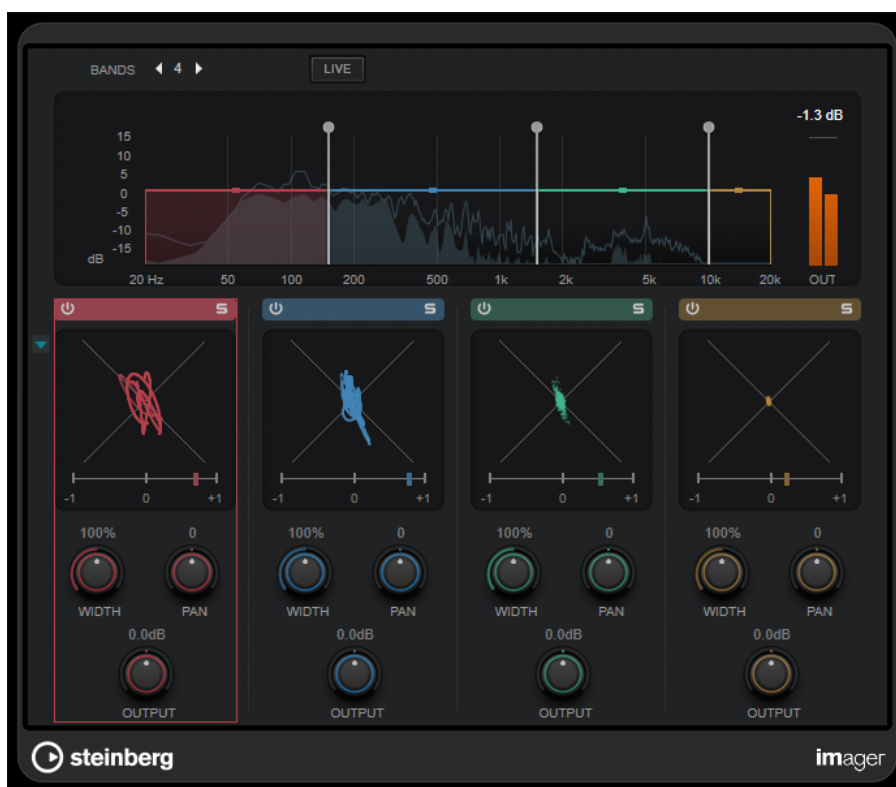 BANDS 4 LIVE
-1.3 dB
15
10
5
0
-5
-10
-15
dB
20 Hz 50 100 200 500 1k 2k 5k 10k 20k OUT
S S S S
-1 0 +1 -1 0 +1 -1 0 +1 -1 0 +1
100% 0 100% 0 100% 0 100% 0
WIDTH PAN WIDTH PAN WIDTH PAN WIDTH PAN
0.0dB 0.0dB 0.0dB 0.0dB
OUTPUT OUTPUT OUTPUT OUTPUT
steinberg imager